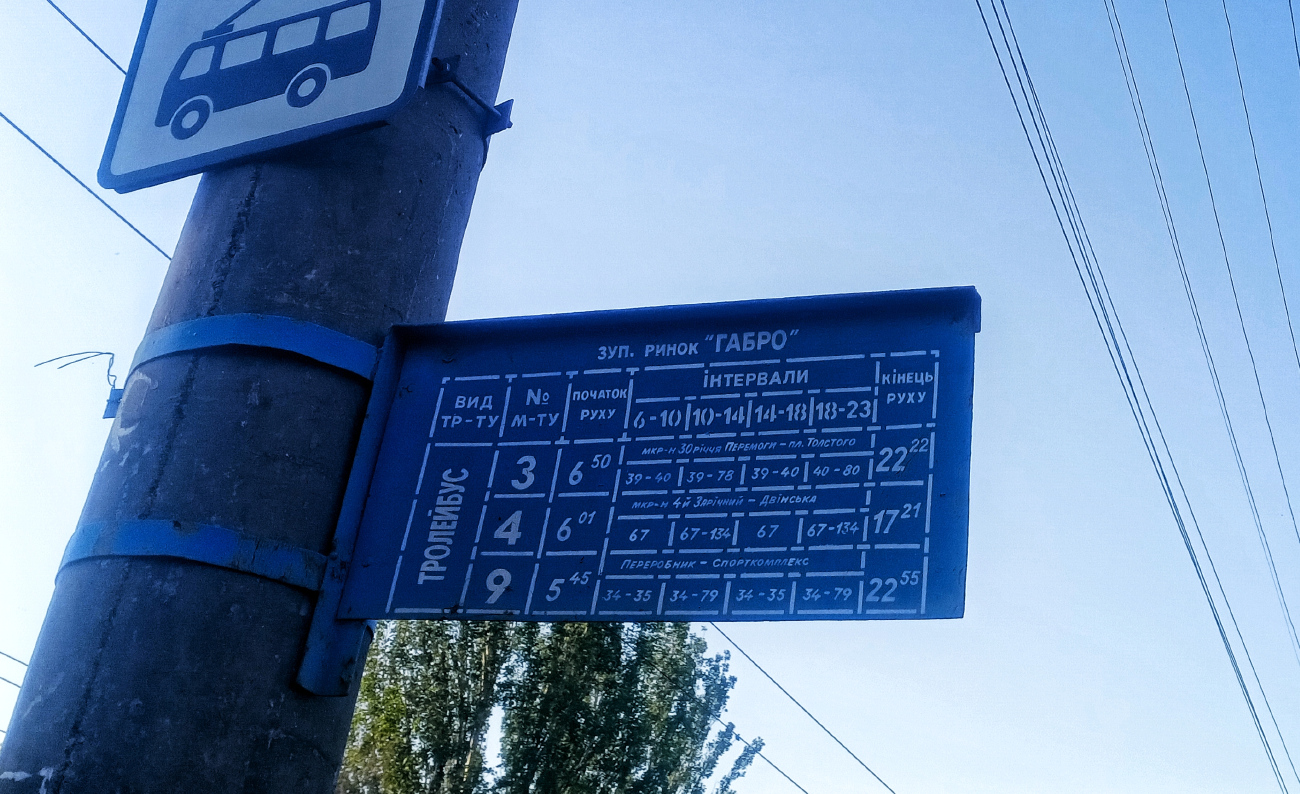 ЗУП. РИНОК "ГАБРО"
ВИД ТР-ТУ № М-ТУ ПОЧАТОК РУХУ ІНТЕРВАЛИ КІНЕЦЬ РУХУ
6-10 10-14 14-18 18-23
ТРОЛЕЙБУС
мкр-н 30річчя Перемоги - пл. Толстого
3 6 50 39-40 39-78 39-40 40-80 22 22
мкр-н 4й Зарічний - Двінська
4 6 01 67 67-134 67 67-134 17 21
Переробник - Спорткомплекс
9 5 45 34-35 34-79 34-35 34-79 22 55